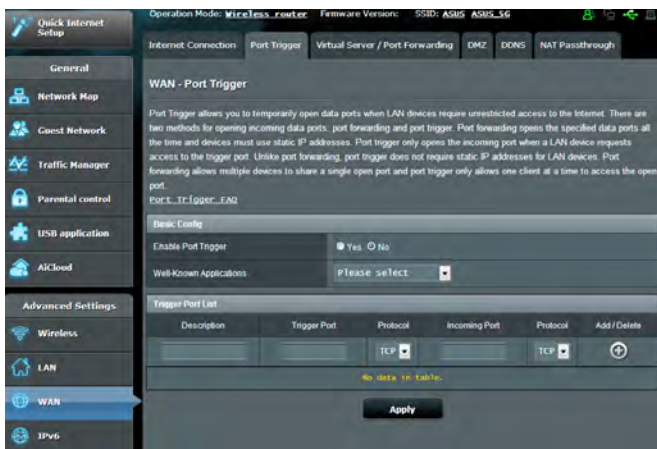 Quick Internet
Setup
Operation Mode: Wireless router Firmware Version: SSID: ASUS ASUS_5G
Internet Connection Port Trigger Virtual Server / Port Forwarding DMZ DDNS NAT Passthrough
General
Network Map
Guest Network
Traffic Manager
Parental control
USB application
AiCloud
Advanced Settings
Wireless
LAN
WAN
IPv6
WAN - Port Trigger
Port Trigger allows you to temporarily open data ports when LAN devices require unrestricted access to the Internet. There are
two methods for opening incoming data ports: port forwarding and port trigger. Port forwarding opens the specified data ports all
the time and devices must use static IP addresses. Port trigger only opens the incoming port when a LAN device requests
access to the trigger port. Unlike port forwarding, port trigger does not require static IP addresses for LAN devices. Port
forwarding allows multiple devices to share a single open port and port trigger only allows one client at a time to access the open
port.
Port Trigger FAQ
Basic Config
Enable Port Trigger Yes No
Well-Known Applications Please select
Trigger Port List
Description Trigger Port Protocol Incoming Port Protocol Add / Delete
TCP TCP
No data in table.
Apply